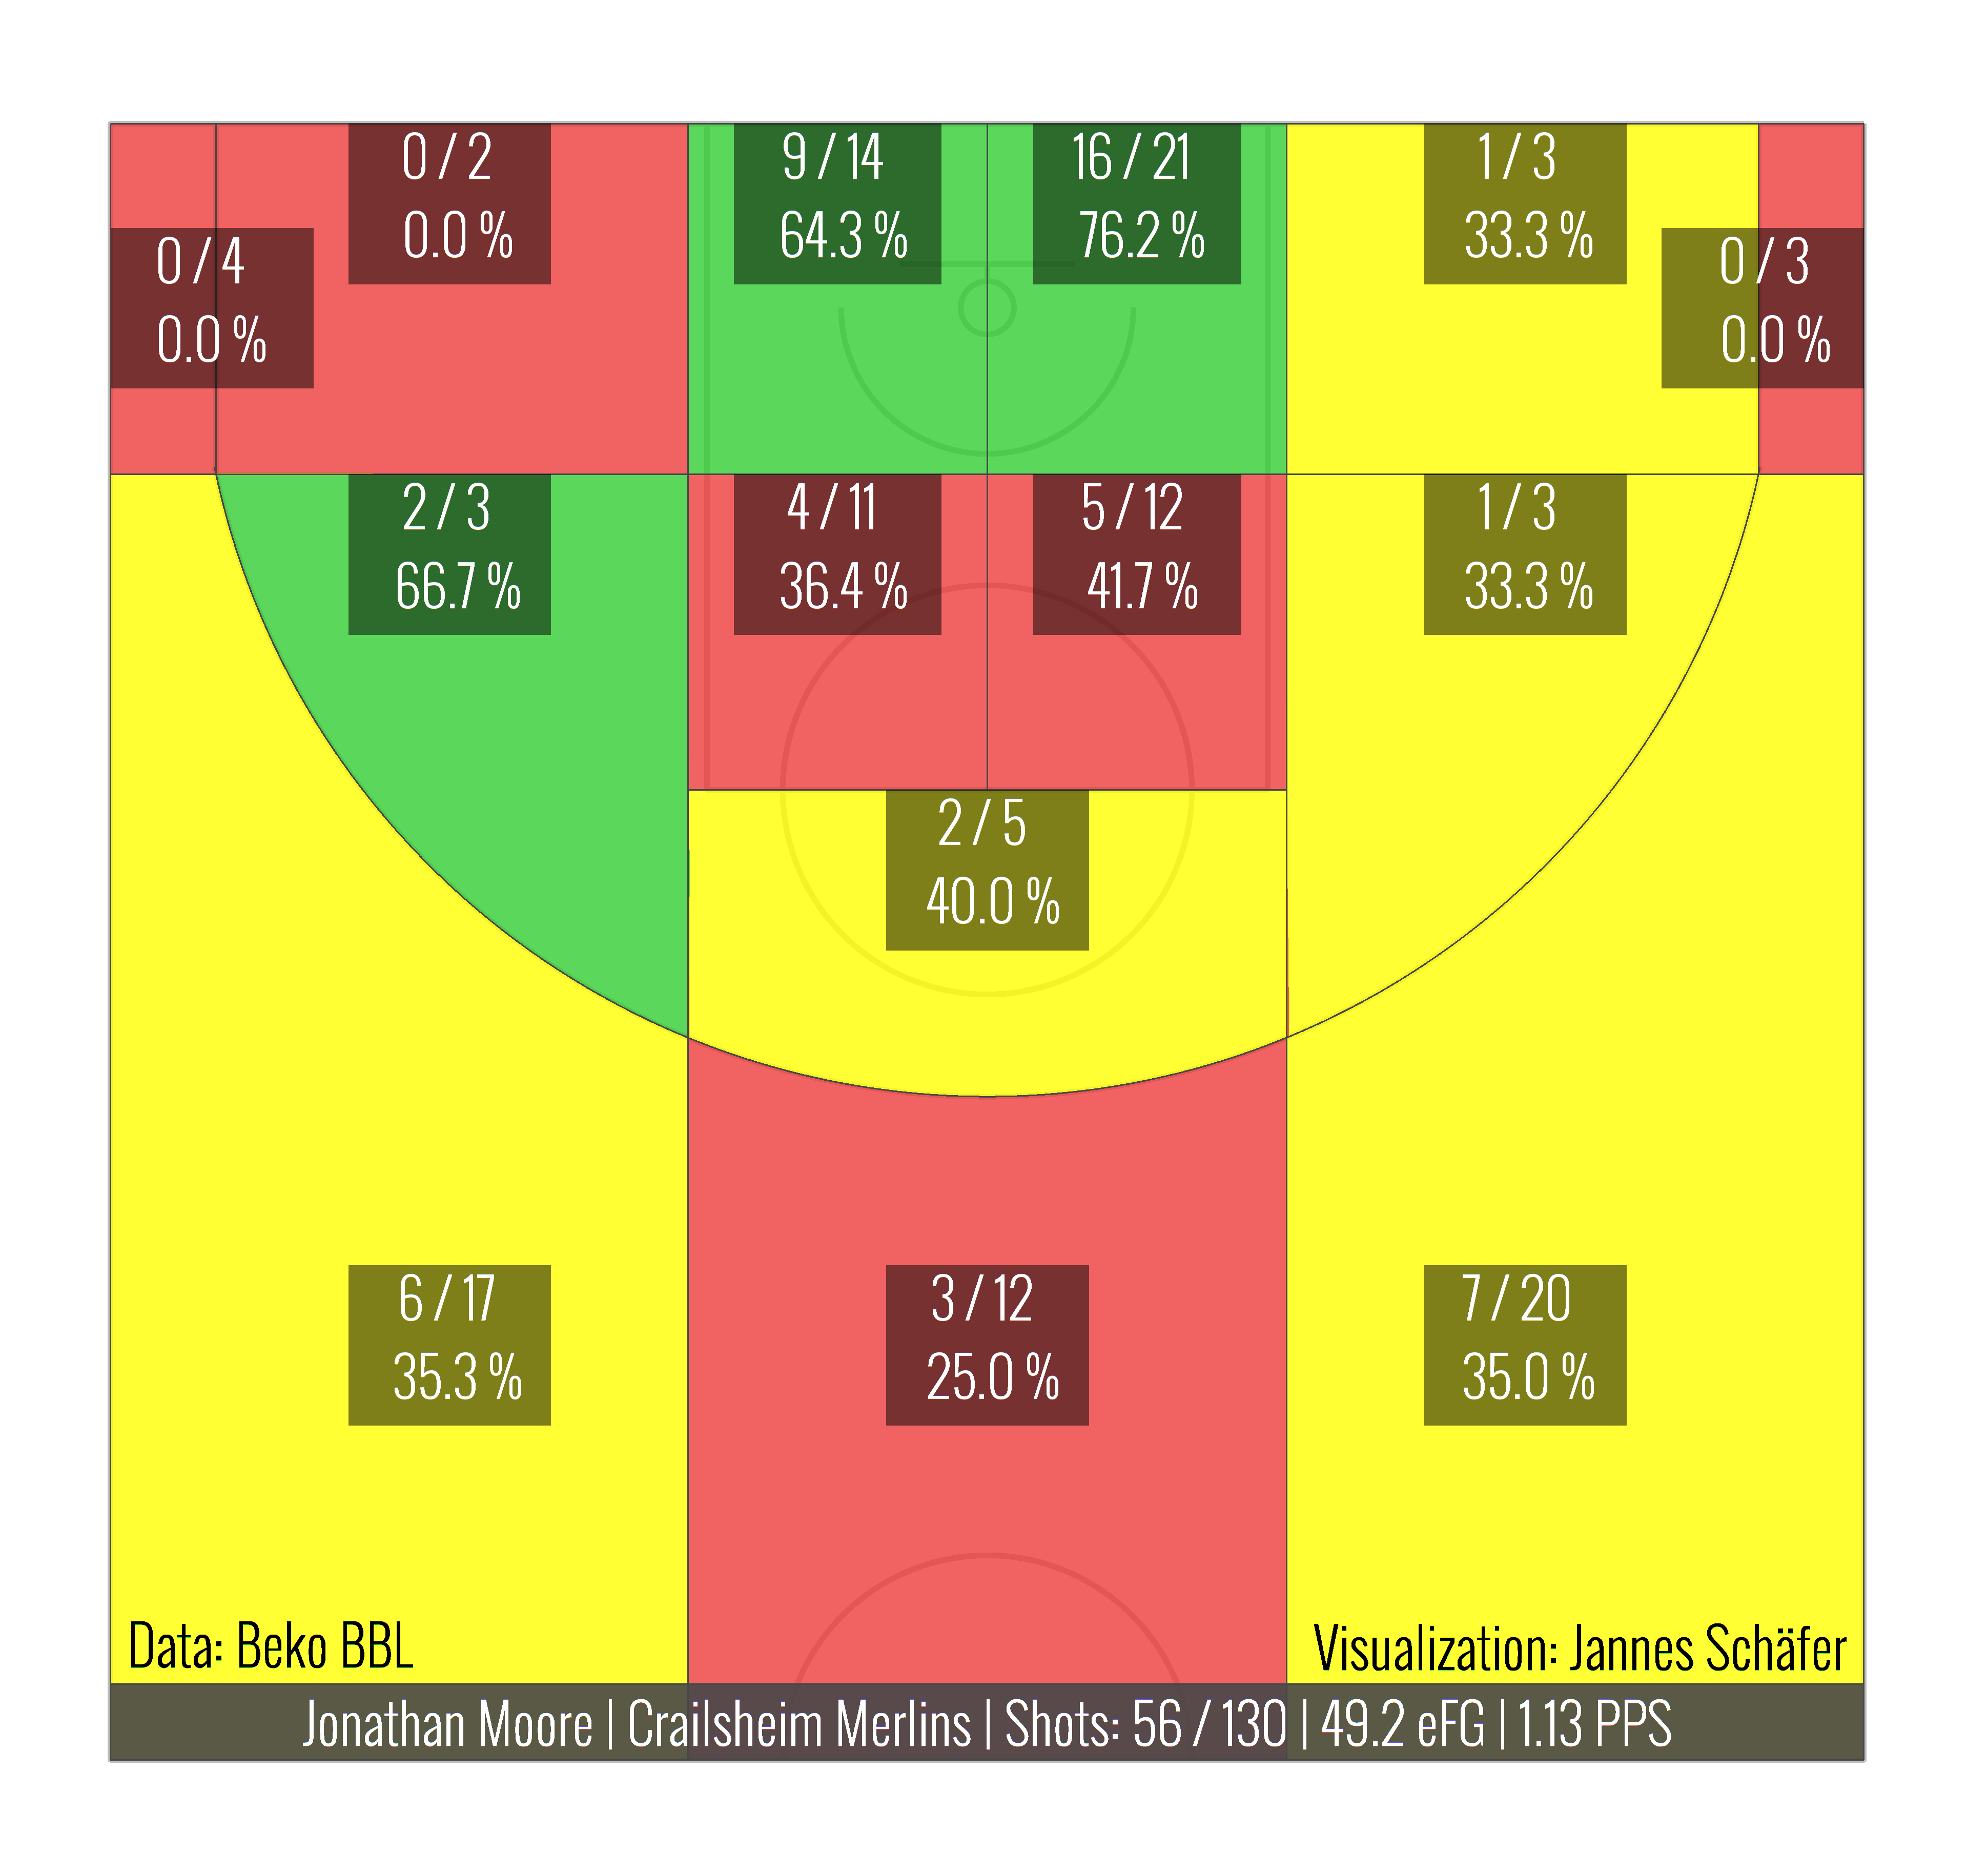 0 / 2
0.0 %
9 / 14
64.3 %
16 / 21
76.2 %
1 / 3
33.3 %
0 / 4
0.0 %
0 / 3
0.0 %
2 / 3
66.7 %
4 / 11
36.4 %
5 / 12
41.7 %
1 / 3
33.3 %
2 / 5
40.0 %
6 / 17
35.3 %
3 / 12
25.0 %
7 / 20
35.0 %
Data: Beko BBL
Visualization: Jannes Schäfer
Jonathan Moore | Crailsheim Merlins | Shots: 56 / 130 | 49.2 eFG | 1.13 PPS